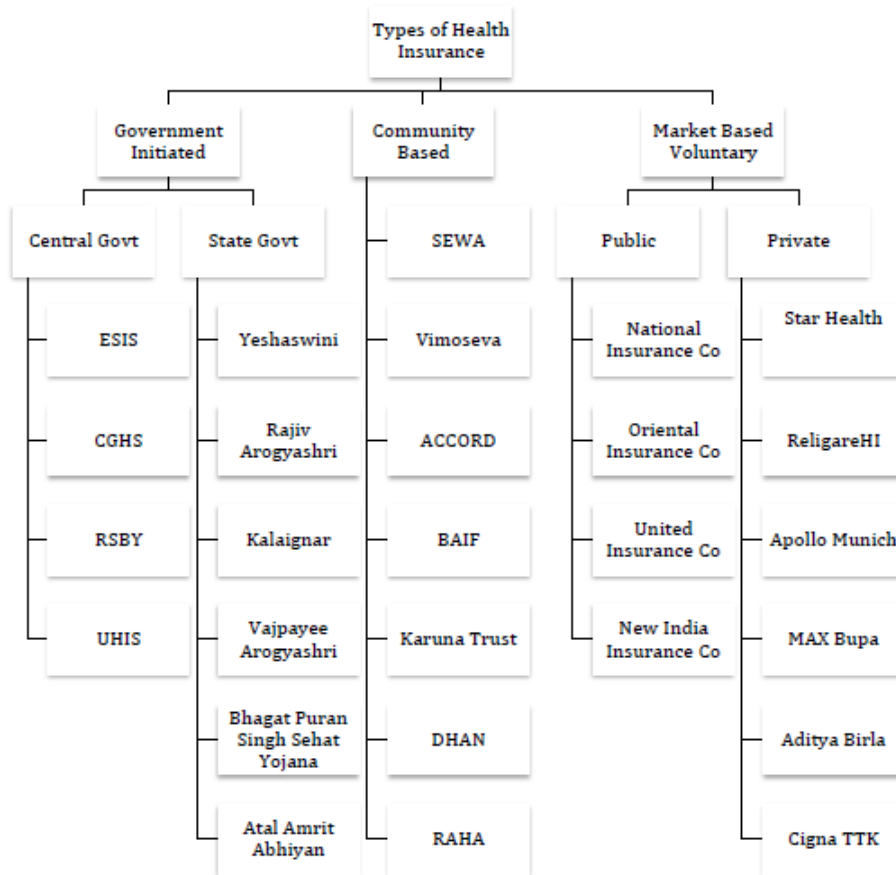 Types of Health
Insurance
Government
Initiated
Community
Based
Market Based
Voluntary
Central Govt
State Govt
SEWA
Public
Private
ESIS
Yeshaswini
Vimoseva
National
Insurance Co
Star Health
CGHS
Rajiv
Arogyashri
ACCORD
Oriental
Insurance Co
ReligareHI
RSBY
Kalaignar
BAIF
United
Insurance Co
Apollo Munich
UHIS
Vajpayee
Arogyashri
Karuna Trust
New India
Insurance Co
MAX Bupa
Bhagat Puran
Singh Sehat
Yojana
DHAN
Aditya Birla
Atal Amrit
Abhiyan
RAHA
Cigna TTK